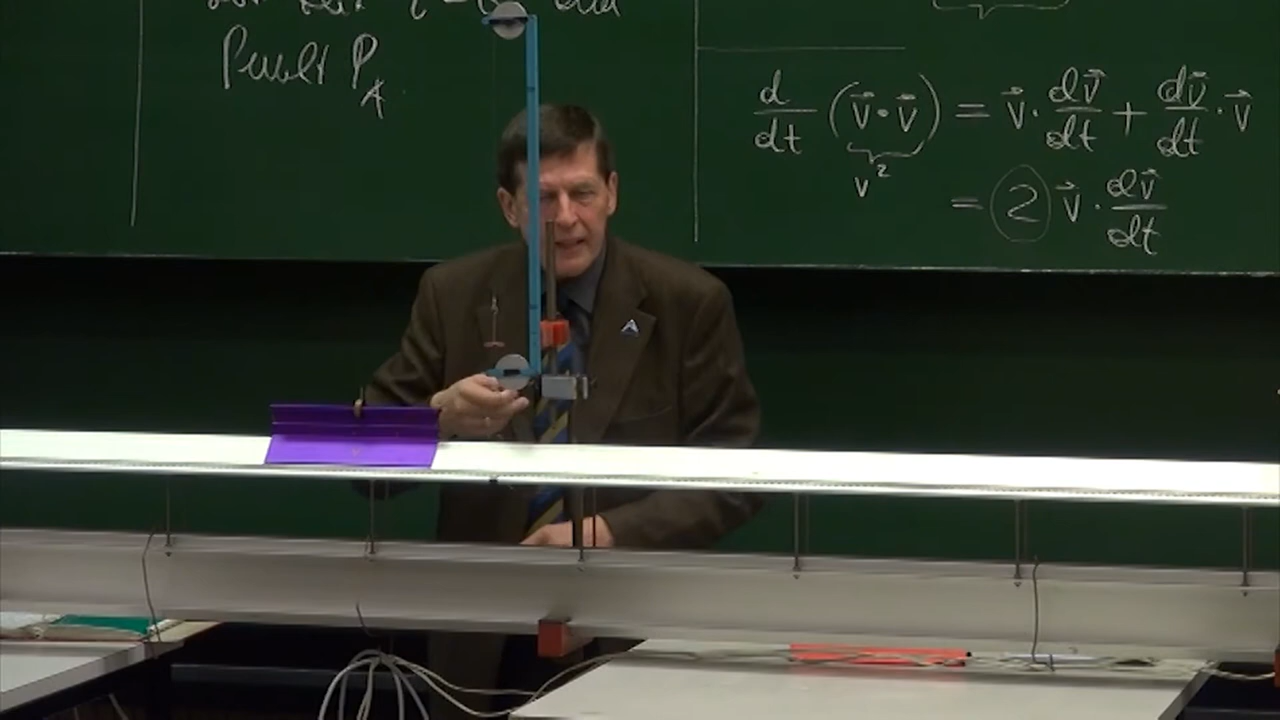 Punkt P_A
d/dt (v⃗·v⃗) = v⃗·dv⃗/dt + dv⃗/dt·v⃗
v²
= 2 v⃗·dv⃗/dt